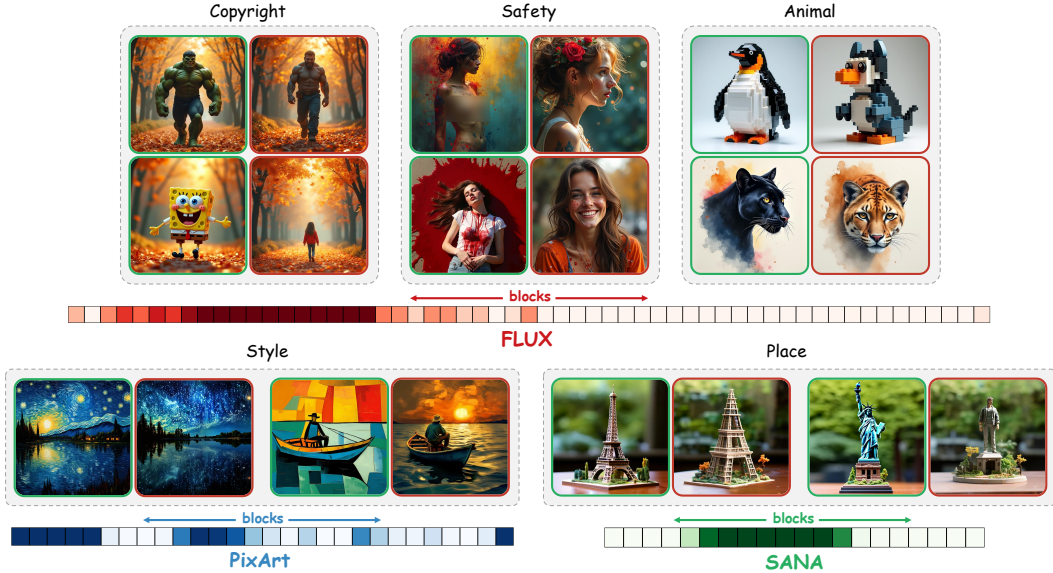 Copyright
Safety
Animal
blocks
FLUX
Style
Place
blocks
PixArt
blocks
SANA